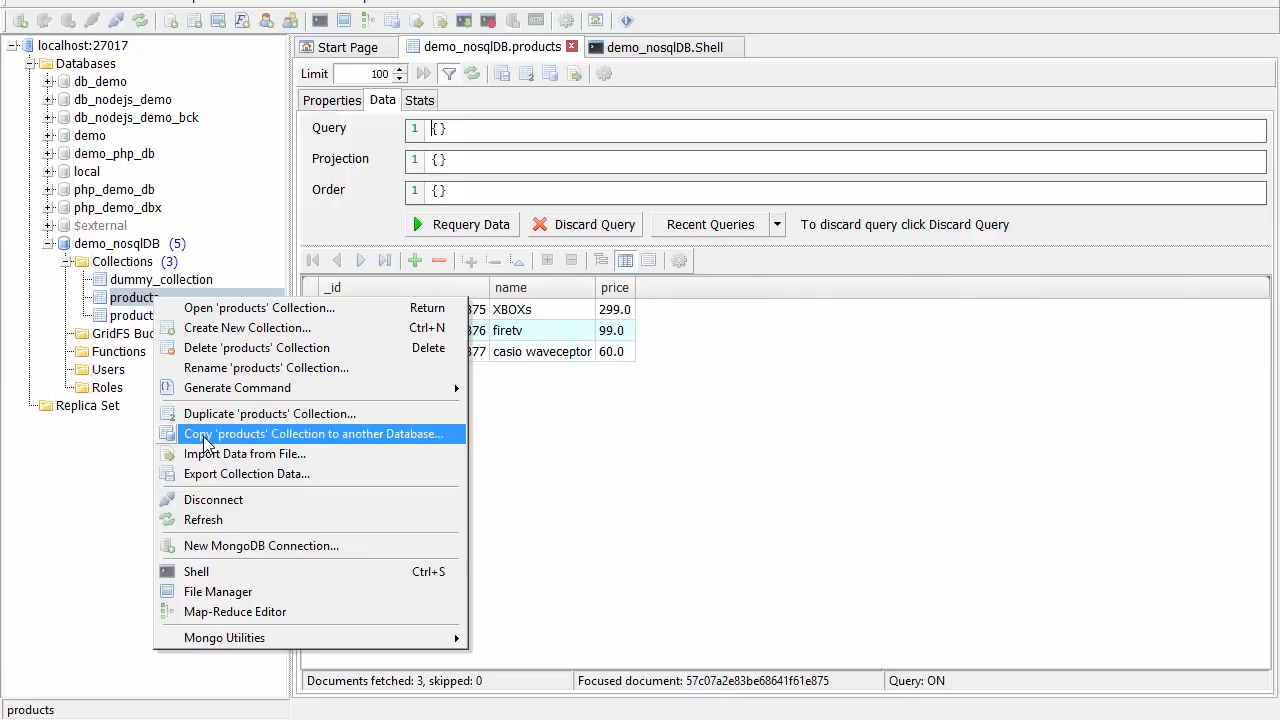 localhost:27017
Databases
db_demo
db_nodejs_demo
db_nodejs_demo_bck
demo
demo_php_db
local
php_demo_db
php_demo_dbx
$external
demo_nosqlDB (5)
Collections (3)
dummy_collection
products
product
GridFS Buc
Functions
Users
Roles
Replica Set
Start Page
demo_nosqlDB.products
demo_nosqlDB.Shell
Limit 100
Properties Data Stats
Query 1 {}
Projection 1 {}
Order 1 {}
Requery Data Discard Query Recent Queries To discard query click Discard Query
_id name price
375 XBOXs 299.0
376 firetv 99.0
377 casio waveceptor 60.0
Open 'products' Collection... Return
Create New Collection... Ctrl+N
Delete 'products' Collection Delete
Rename 'products' Collection...
Generate Command
Duplicate 'products' Collection...
Copy 'products' Collection to another Database...
Import Data from File...
Export Collection Data...
Disconnect
Refresh
New MongoDB Connection...
Shell Ctrl+S
File Manager
Map-Reduce Editor
Mongo Utilities
Documents fetched: 3, skipped: 0 Focused document: 57c07a2e83be68641f61e875 Query: ON
products